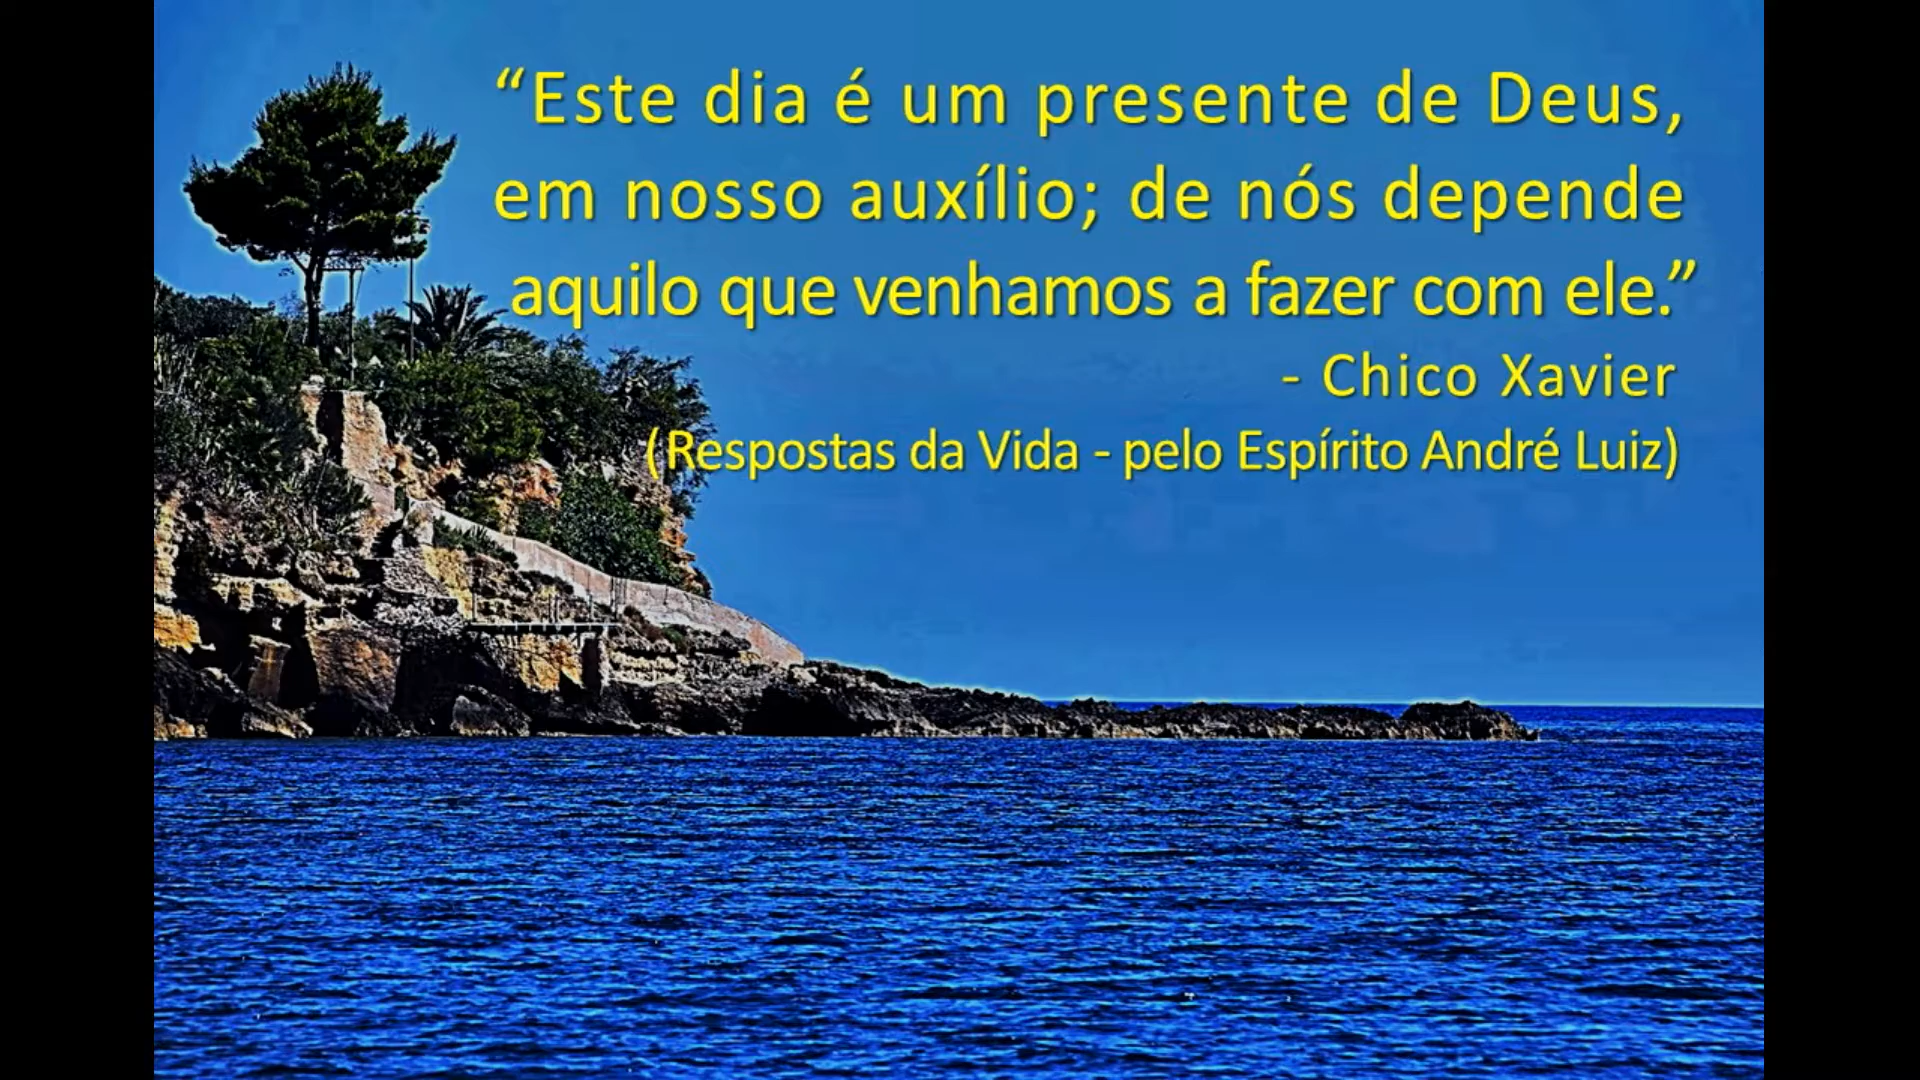 “Este dia é um presente de Deus,
em nosso auxílio; de nós depende
aquilo que venhamos a fazer com ele.”
- Chico Xavier
(Respostas da Vida - pelo Espírito André Luiz)